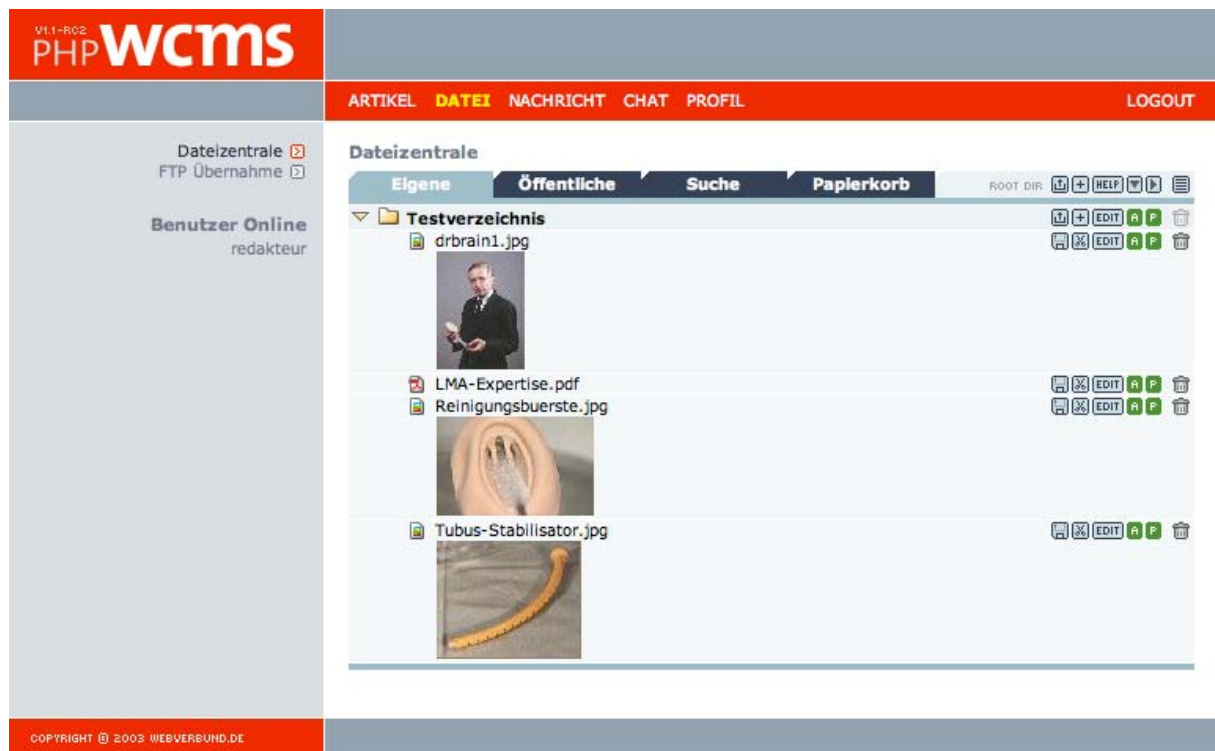 V1.1-RC2
PHPWCMS
ARTIKEL DATEI NACHRICHT CHAT PROFIL LOGOUT
Dateizentrale
FTP Übernahme
Benutzer Online
redakteur
Dateizentrale
Eigene Öffentliche Suche Papierkorb ROOT DIR HELP
Testverzeichnis EDIT A P
drbrain1.jpg EDIT A P
LMA-Expertise.pdf EDIT A P
Reinigungsbuerste.jpg EDIT A P
Tubus-Stabilisator.jpg EDIT A P
COPYRIGHT © 2003 WEBVERBUND.DE